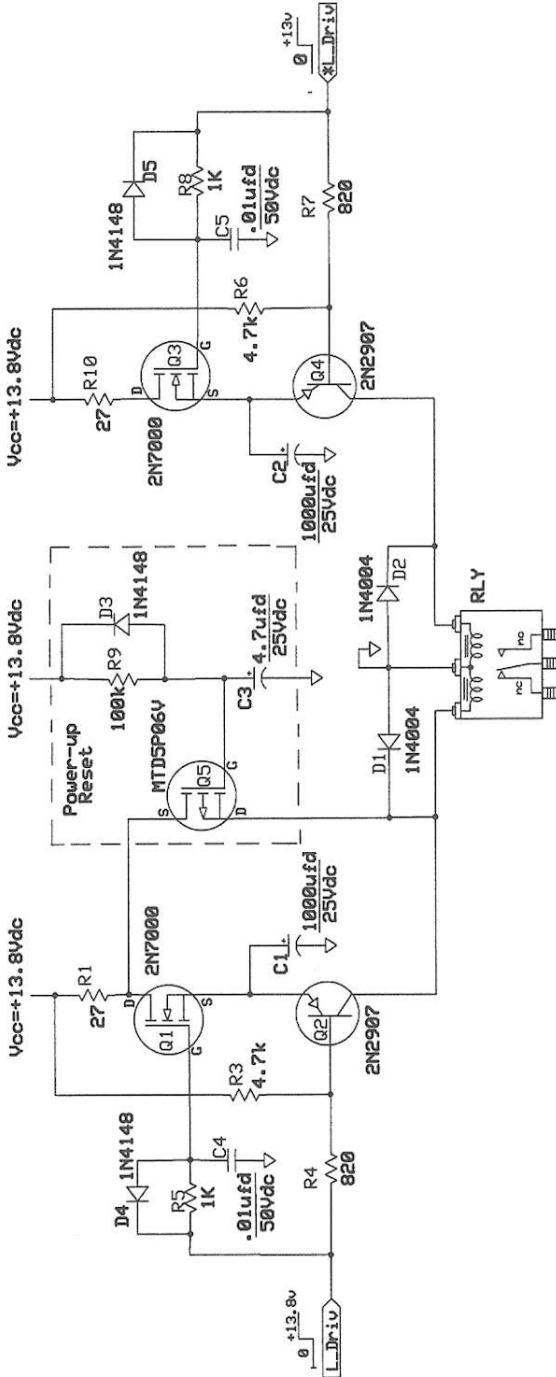 Vcc=+13.8Vdc
Vcc=+13.8Vdc
Vcc=+13.8Vdc
R1
27
D
2N7000
Q1
G
S
D4
1N4148
R5
1K
C4
.01ufd
50Vdc
R3
4.7k
R4
820
Q2
2N2907
C1
1000ufd
25Vdc
+13.8v
0
L_Driv
Power-up
Reset
MTD5P06V
S
Q5
G
D
R9
100k
D3
1N4148
C3
4.7ufd
25Vdc
D1
1N4004
1N4004
D2
RLY
nc
nc
R10
27
D
2N7000
Q3
G
S
1N4148
D5
R8
1K
C5
.01ufd
50Vdc
R6
4.7k
R7
820
Q4
2N2907
C2
1000ufd
25Vdc
+13v
0
*L_Driv